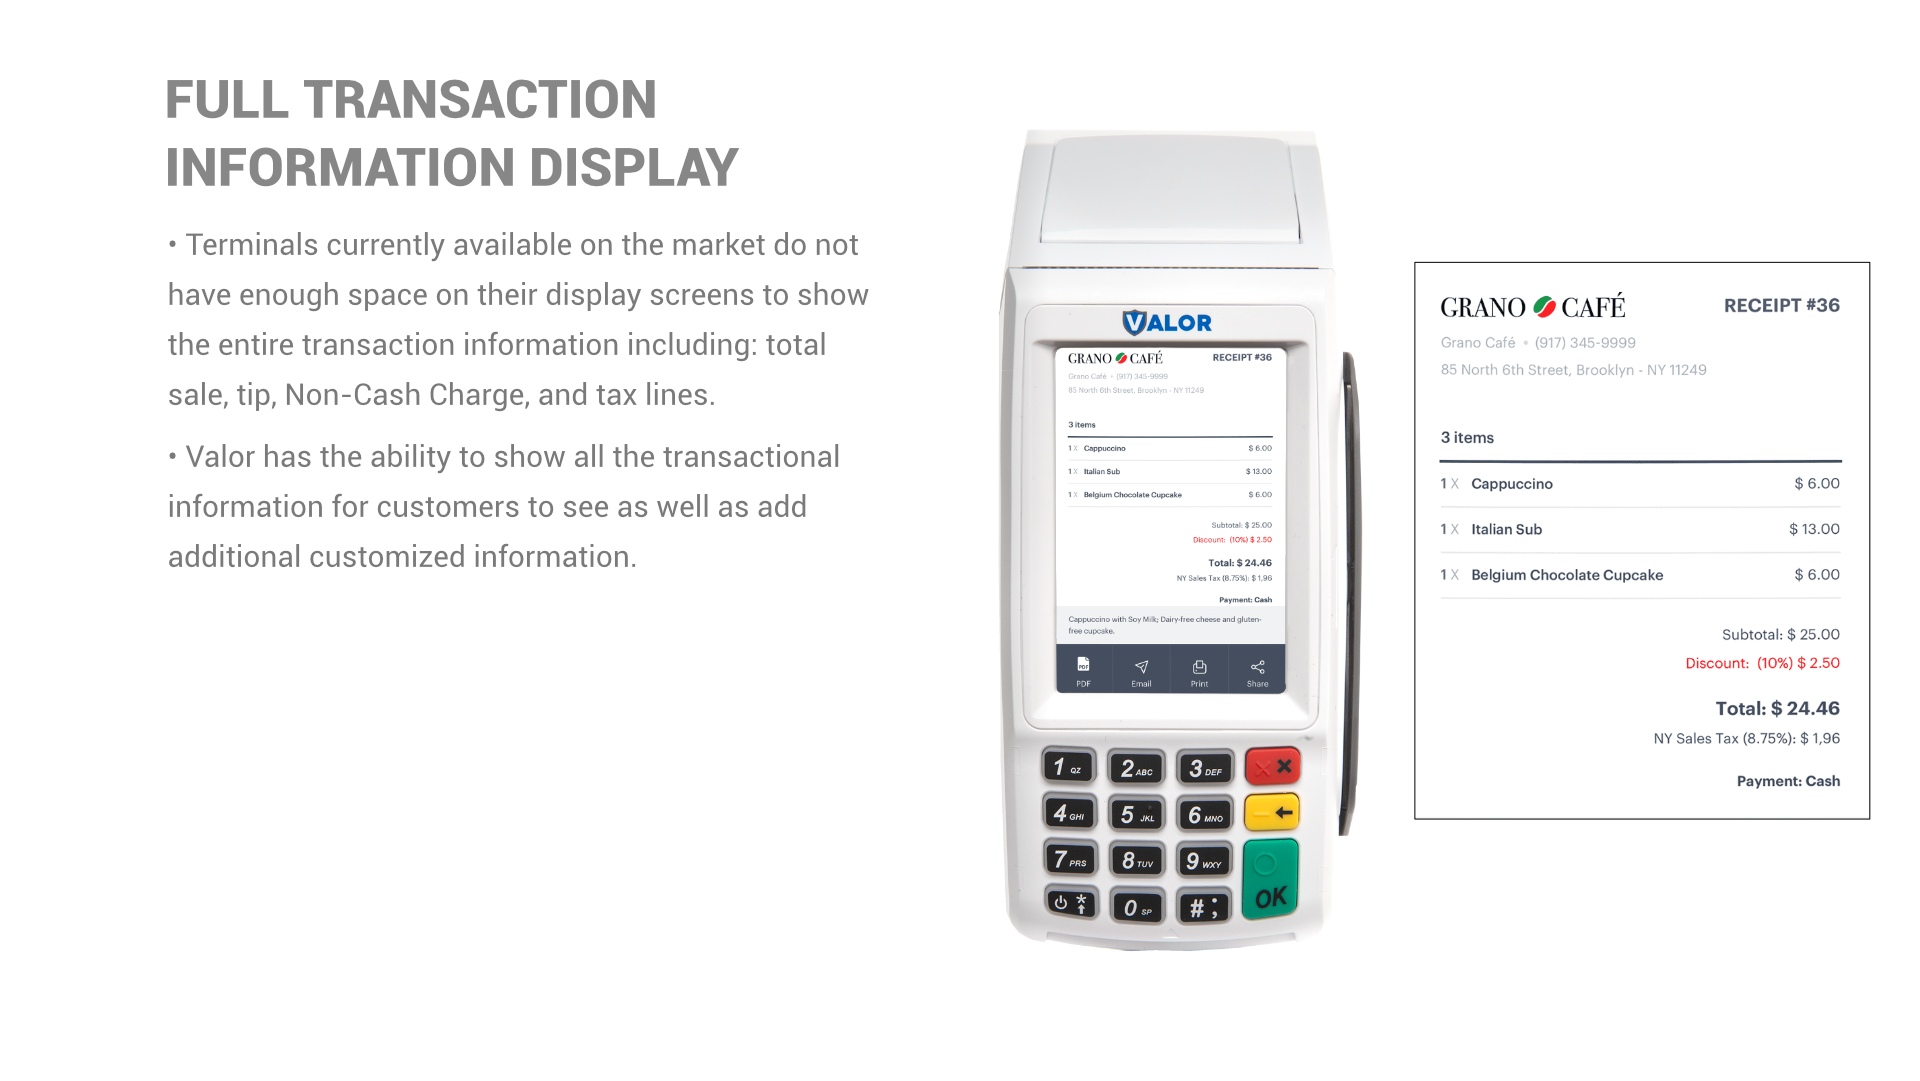 FULL TRANSACTION
INFORMATION DISPLAY
• Terminals currently available on the market do not
have enough space on their display screens to show
the entire transaction information including: total
sale, tip, Non-Cash Charge, and tax lines.
• Valor has the ability to show all the transactional
information for customers to see as well as add
additional customized information.
VALOR
GRANO CAFÉ RECEIPT #36
Grano Café • (917) 345-9999
85 North 6th Street, Brooklyn - NY 11249
3 items
1 X Cappuccino $ 6.00
1 X Italian Sub $ 13.00
1 X Belgium Chocolate Cupcake $ 6.00
Subtotal: $ 25.00
Discount: (10%) $ 2.50
Total: $ 24.46
NY Sales Tax (8.75%): $ 1,96
Payment: Cash
Cappuccino with Soy Milk; Dairy-free cheese and gluten-
free cupcake.
PDF
PDF Email Print Share
1 QZ 2 ABC 3 DEF
4 GHI 5 JKL 6 MNO
7 PRS 8 TUV 9 WXY
* 0 SP # ; OK
GRANO CAFÉ RECEIPT #36
Grano Café • (917) 345-9999
85 North 6th Street, Brooklyn - NY 11249
3 items
1 X Cappuccino $ 6.00
1 X Italian Sub $ 13.00
1 X Belgium Chocolate Cupcake $ 6.00
Subtotal: $ 25.00
Discount: (10%) $ 2.50
Total: $ 24.46
NY Sales Tax (8.75%): $ 1,96
Payment: Cash